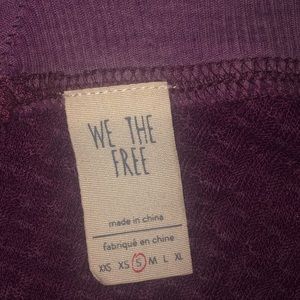 WE THE
FREE
made in china
fabriqué en chine
XXS XS S M L XL